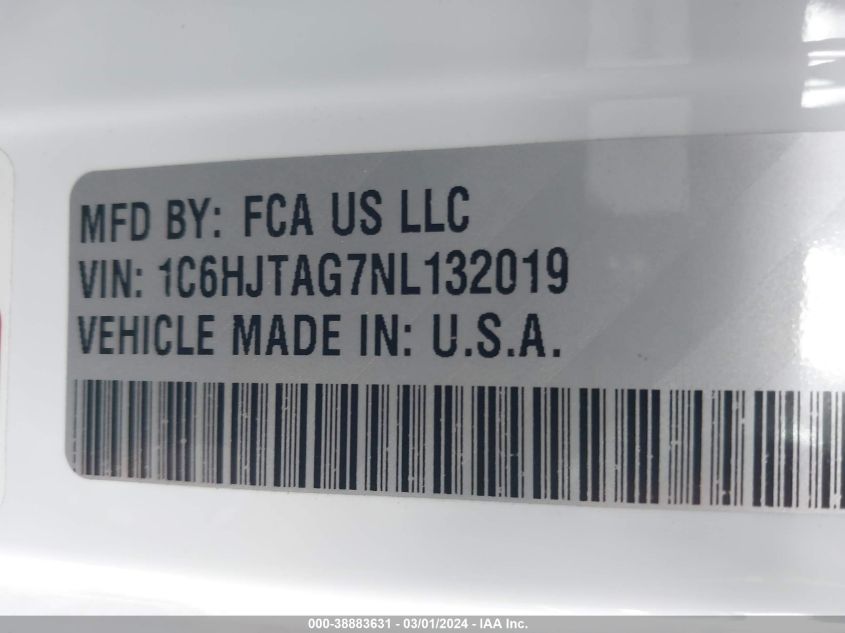 MFD BY: FCA US LLC
VIN: 1C6HJTAG7NL132019
VEHICLE MADE IN: U.S.A.
000-38883631 - 03/01/2024 - IAA Inc.